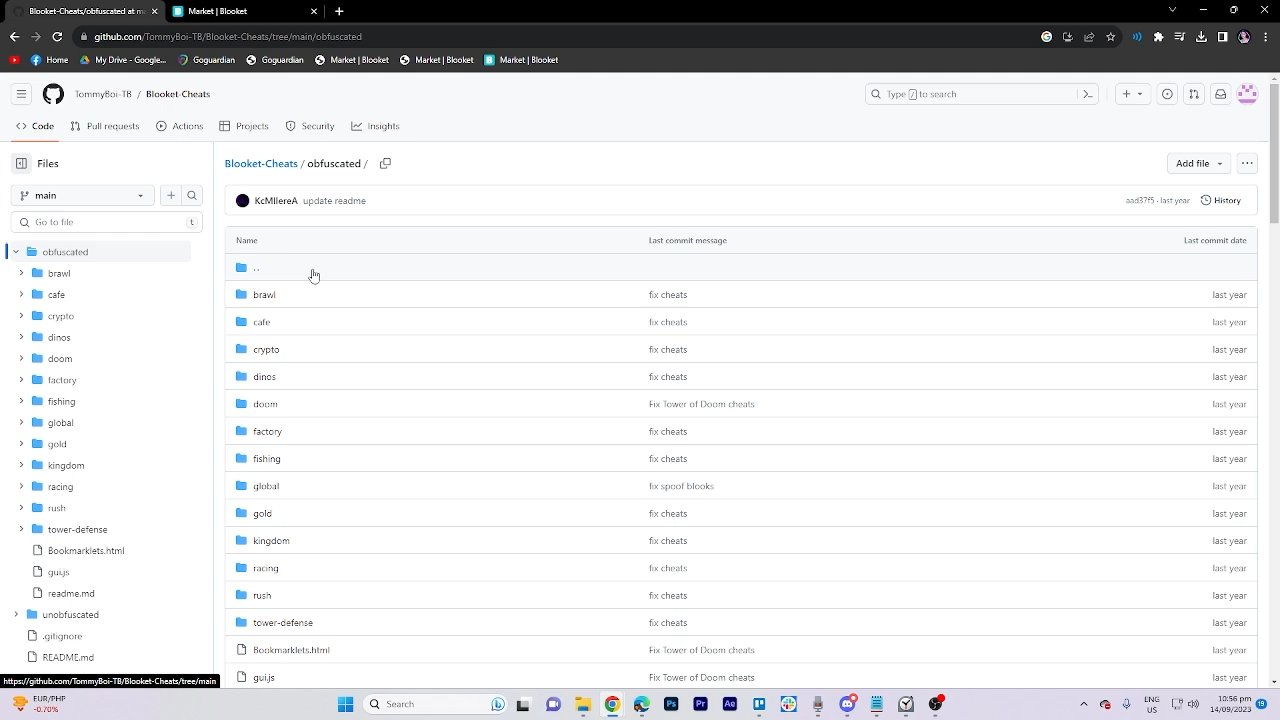 Blooket-Cheats/obfuscated at m
Market | Blooket
github.com/TommyBoi-TB/Blooket-Cheats/tree/main/obfuscated
Home
My Drive - Google...
Goguardian
Goguardian
Market | Blooket
Market | Blooket
Market | Blooket
TommyBoi-TB / Blooket-Cheats
Type / to search
Code
Pull requests
Actions
Projects
Security
Insights
Files
main
Go to file
t
obfuscated
brawl
cafe
crypto
dinos
doom
factory
fishing
global
gold
kingdom
racing
rush
tower-defense
Bookmarklets.html
gui.js
readme.md
unobfuscated
.gitignore
README.md
Blooket-Cheats / obfuscated /
Add file
KcMIlereA update readme
aad37f5 · last year
History
Name Last commit message Last commit date
..
brawl fix cheats last year
cafe fix cheats last year
crypto fix cheats last year
dinos fix cheats last year
doom Fix Tower of Doom cheats last year
factory fix cheats last year
fishing fix cheats last year
global fix spoof blooks last year
gold fix cheats last year
kingdom fix cheats last year
racing fix cheats last year
rush fix cheats last year
tower-defense fix cheats last year
Bookmarklets.html Fix Tower of Doom cheats last year
gui.js Fix Tower of Doom cheats last year
https://github.com/TommyBoi-TB/Blooket-Cheats/tree/main
EUR/PHP
-0.70%
Search
Pr
Ae
ENG
US
10:56 pm
14/09/2023
19